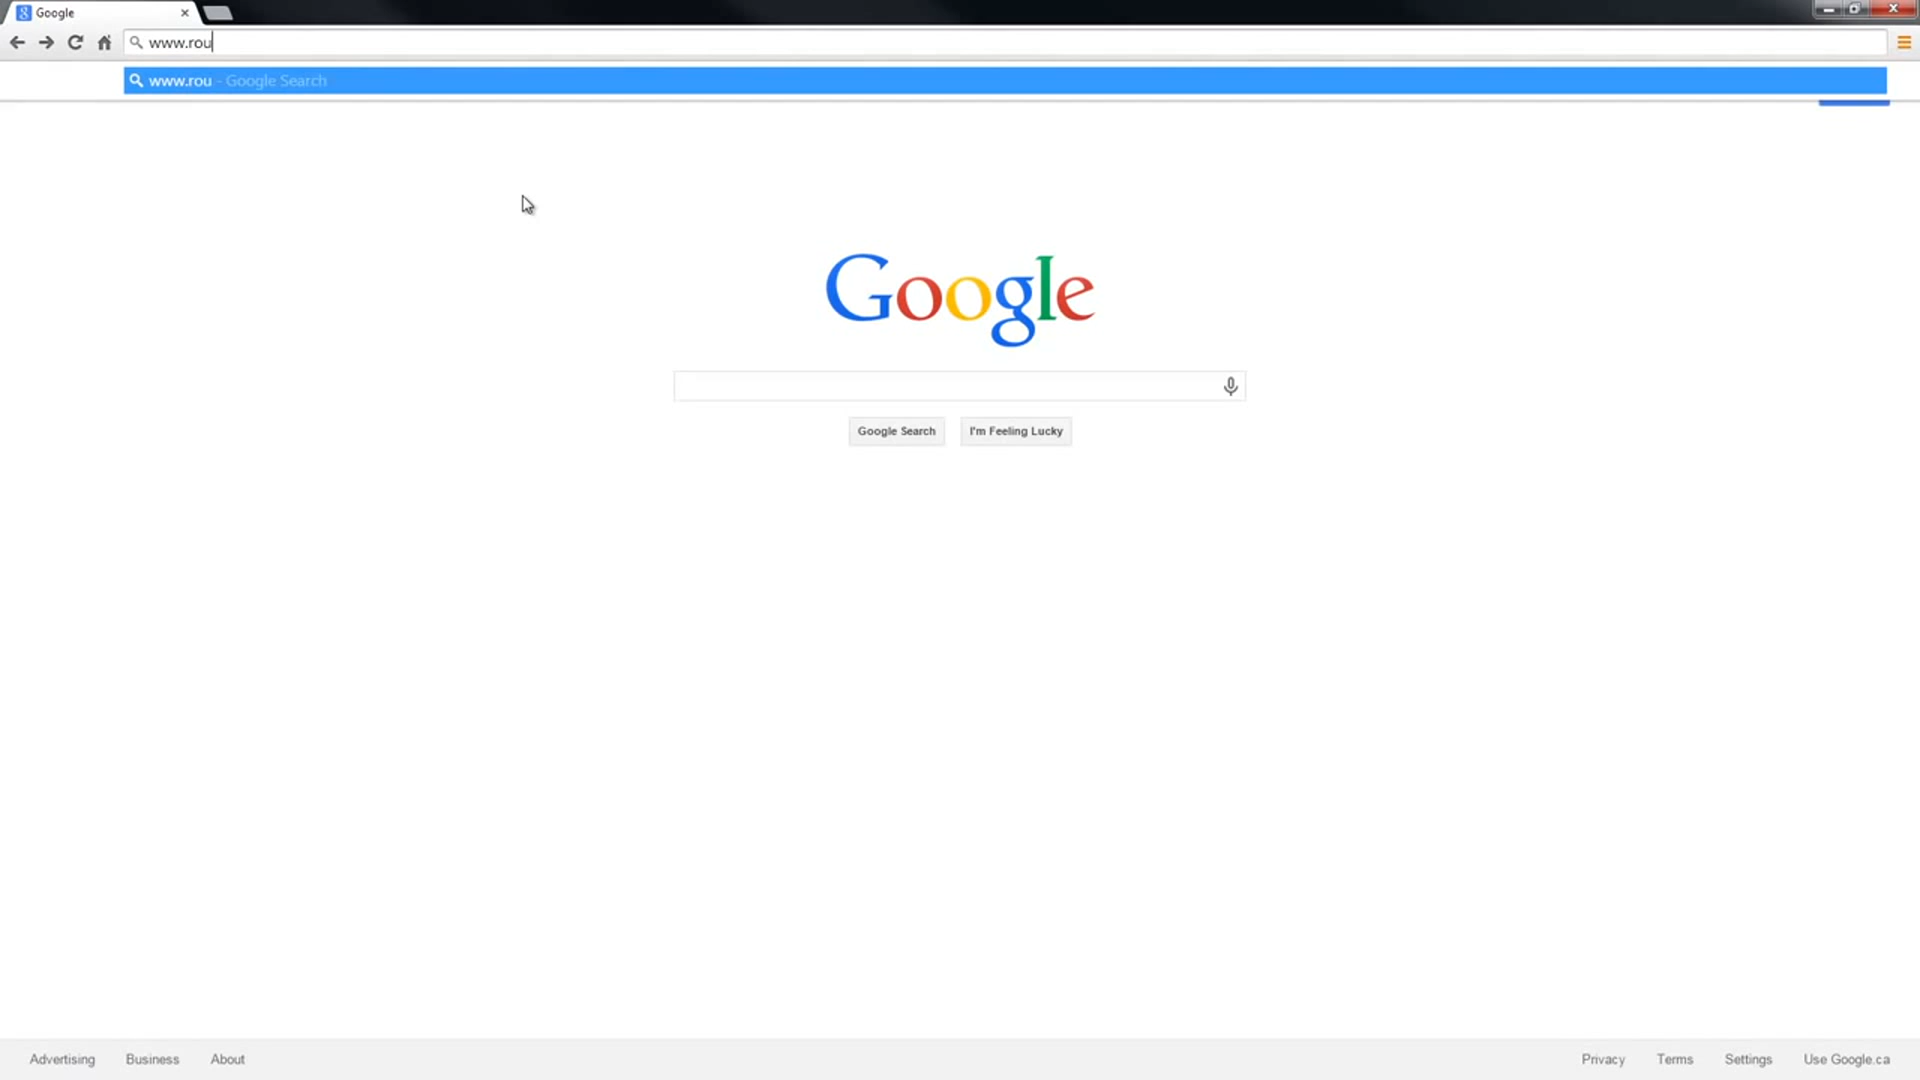 Google
www.rou
www.rou - Google Search
Google
Google Search I'm Feeling Lucky
Advertising Business About Privacy Terms Settings Use Google.ca